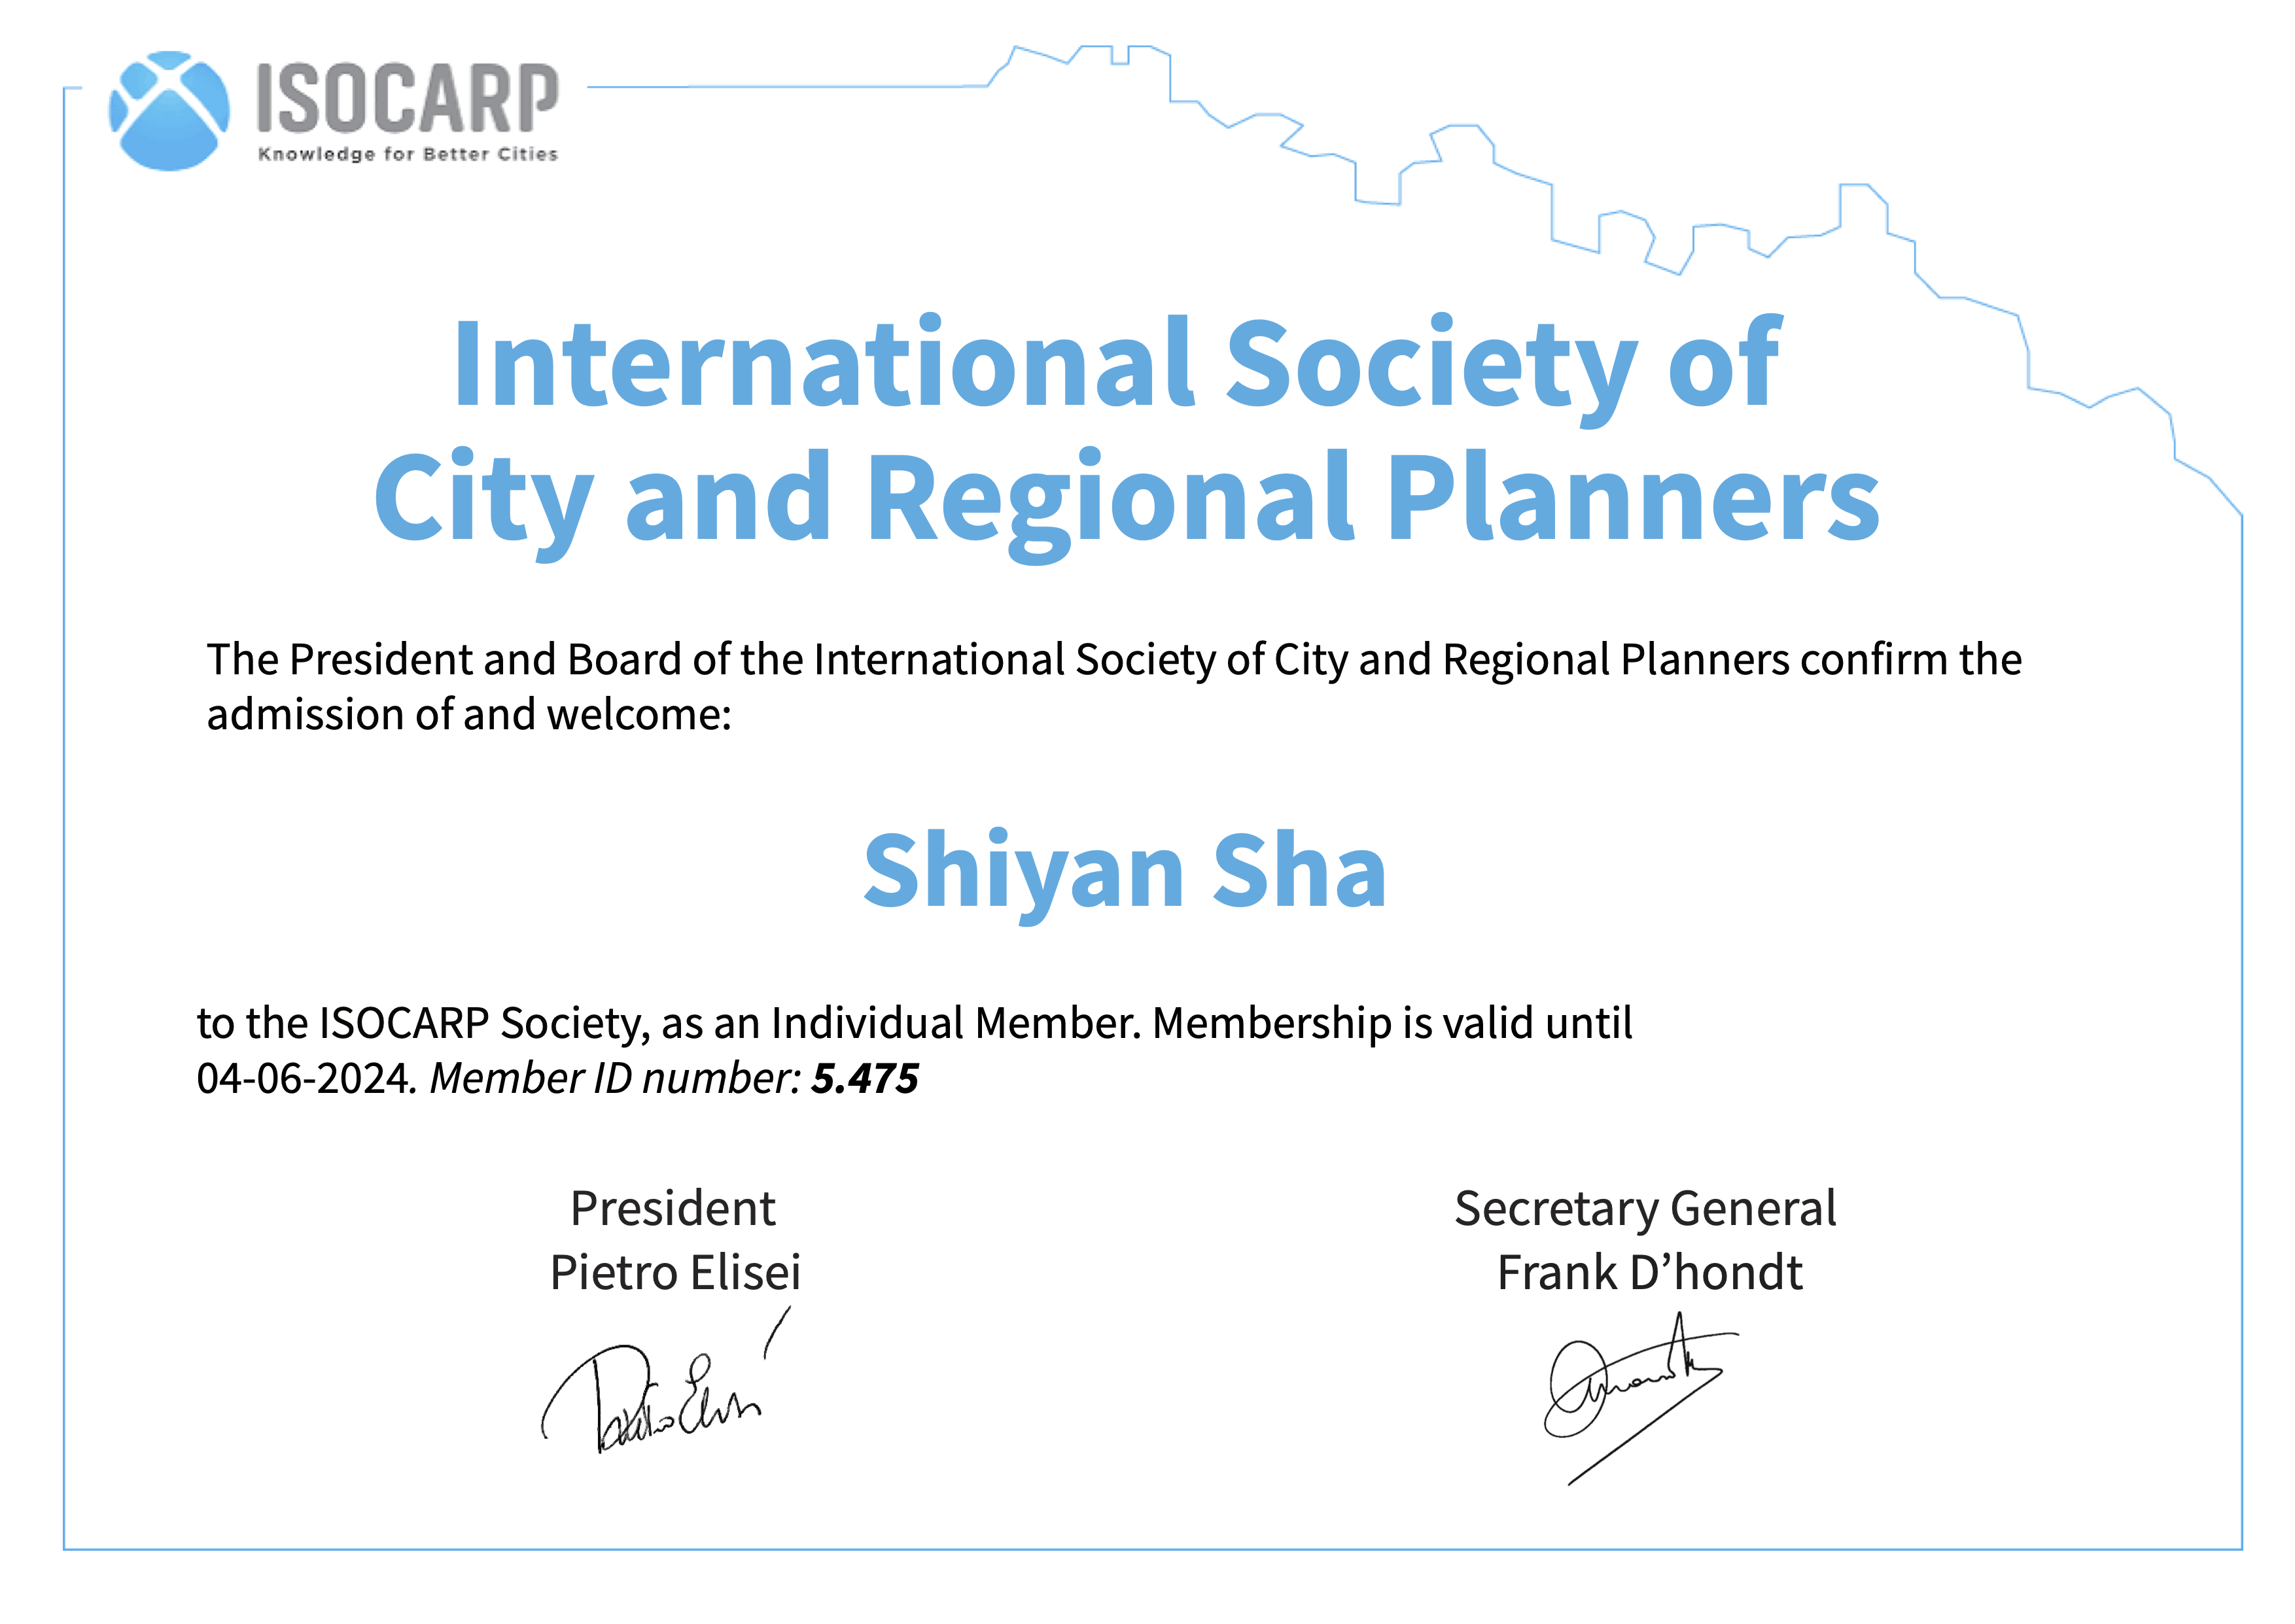 ISOCARP
Knowledge for Better Cities
International Society of
City and Regional Planners
The President and Board of the International Society of City and Regional Planners confirm the
admission of and welcome:
Shiyan Sha
to the ISOCARP Society, as an Individual Member. Membership is valid until
04-06-2024. Member ID number: 5.475
President
Pietro Elisei
Secretary General
Frank D’hondt